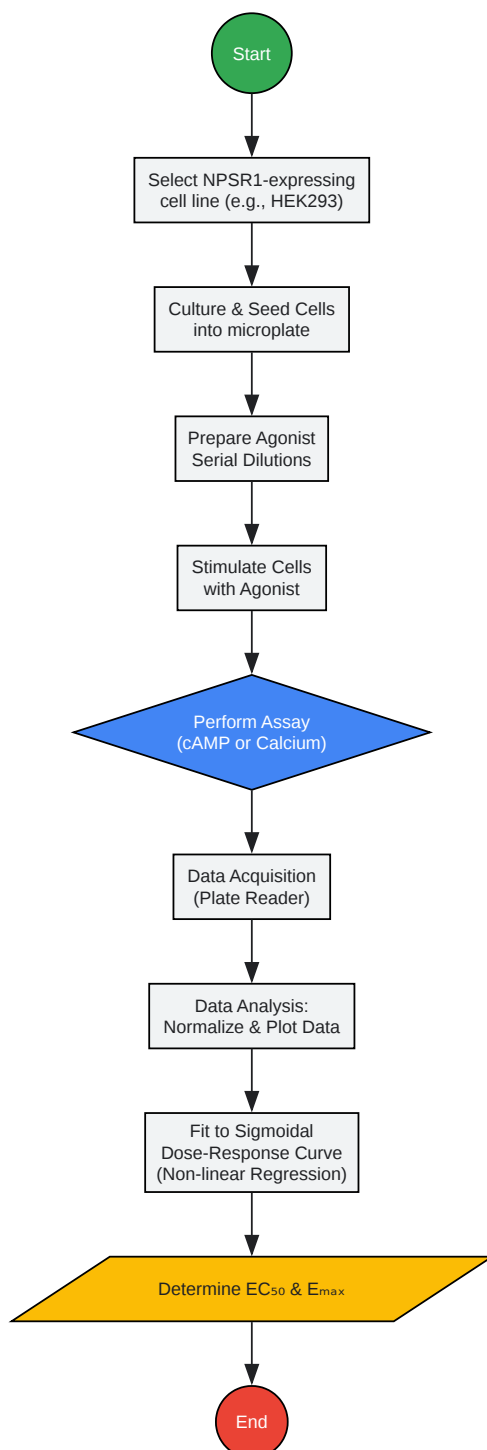 Start
Select NPSR1-expressing
cell line (e.g., HEK293)
Culture & Seed Cells
into microplate
Prepare Agonist
Serial Dilutions
Stimulate Cells
with Agonist
Perform Assay
(cAMP or Calcium)
Data Acquisition
(Plate Reader)
Data Analysis:
Normalize & Plot Data
Fit to Sigmoidal
Dose-Response Curve
(Non-linear Regression)
Determine EC₅₀ & Eₘₐₓ
End